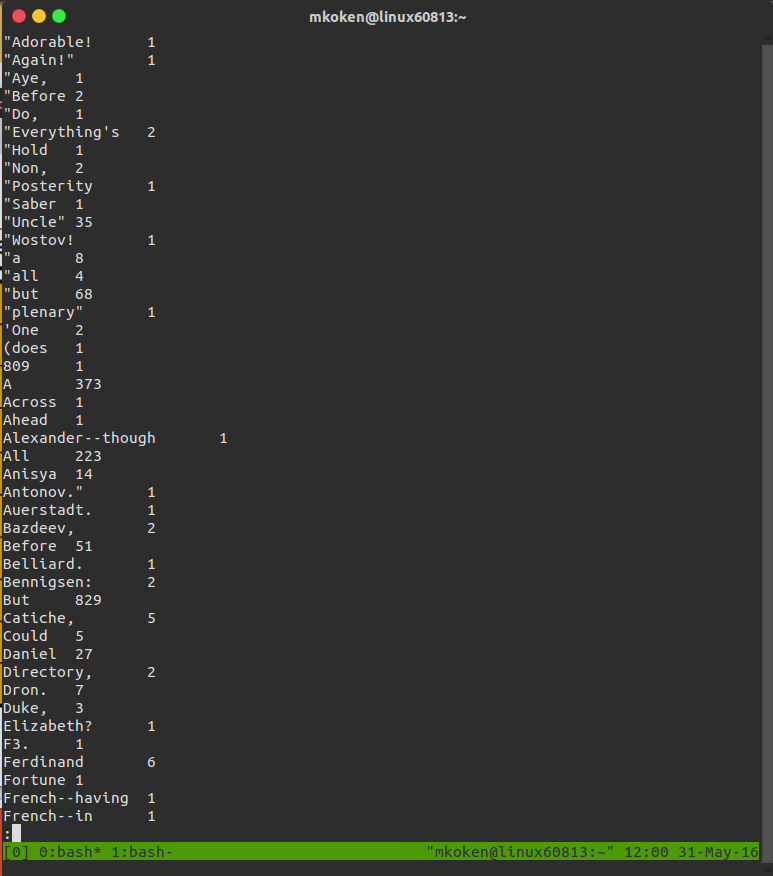 mkoken@linux60813:~
"Adorable! 1
"Again!" 1
"Aye, 1
"Before 2
"Do, 1
"Everything's 2
"Hold 1
"Non, 2
"Posterity 1
"Saber 1
"Uncle" 35
"Wostov! 1
"a 8
"all 4
"but 68
"plenary" 1
'One 2
(does 1
809 1
A 373
Across 1
Ahead 1
Alexander--though 1
All 223
Anisya 14
Antonov." 1
Auerstadt. 1
Bazdeev, 2
Before 51
Belliard. 1
Bennigsen: 2
But 829
Catiche, 5
Could 5
Daniel 27
Directory, 2
Dron. 7
Duke, 3
Elizabeth? 1
F3. 1
Ferdinand 6
Fortune 1
French--having 1
French--in 1
:
[0] 0:bash* 1:bash- "mkoken@linux60813:~" 12:00 31-May-16